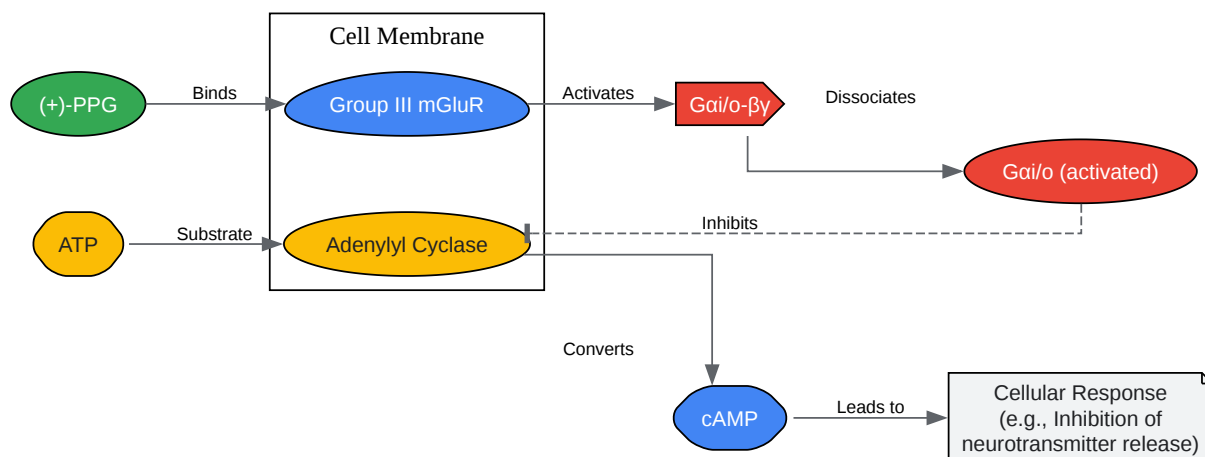 Cell Membrane
(+)-PPG
Binds
Group III mGluR
Activates
Gαi/o-βγ
Dissociates
Gαi/o (activated)
ATP
Substrate
Adenylyl Cyclase
Inhibits
Converts
cAMP
Leads to
Cellular Response
(e.g., Inhibition of
neurotransmitter release)